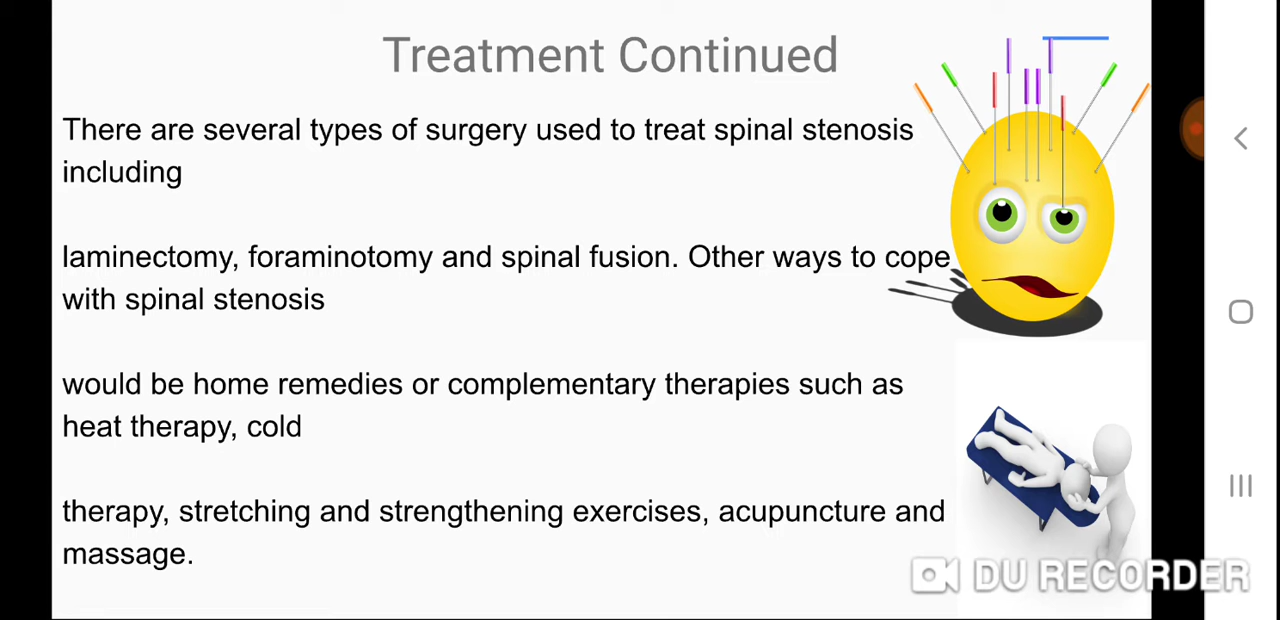 Treatment Continued
There are several types of surgery used to treat spinal stenosis
including
laminectomy, foraminotomy and spinal fusion. Other ways to cope
with spinal stenosis
would be home remedies or complementary therapies such as
heat therapy, cold
therapy, stretching and strengthening exercises, acupuncture and
massage.
DU RECORDER